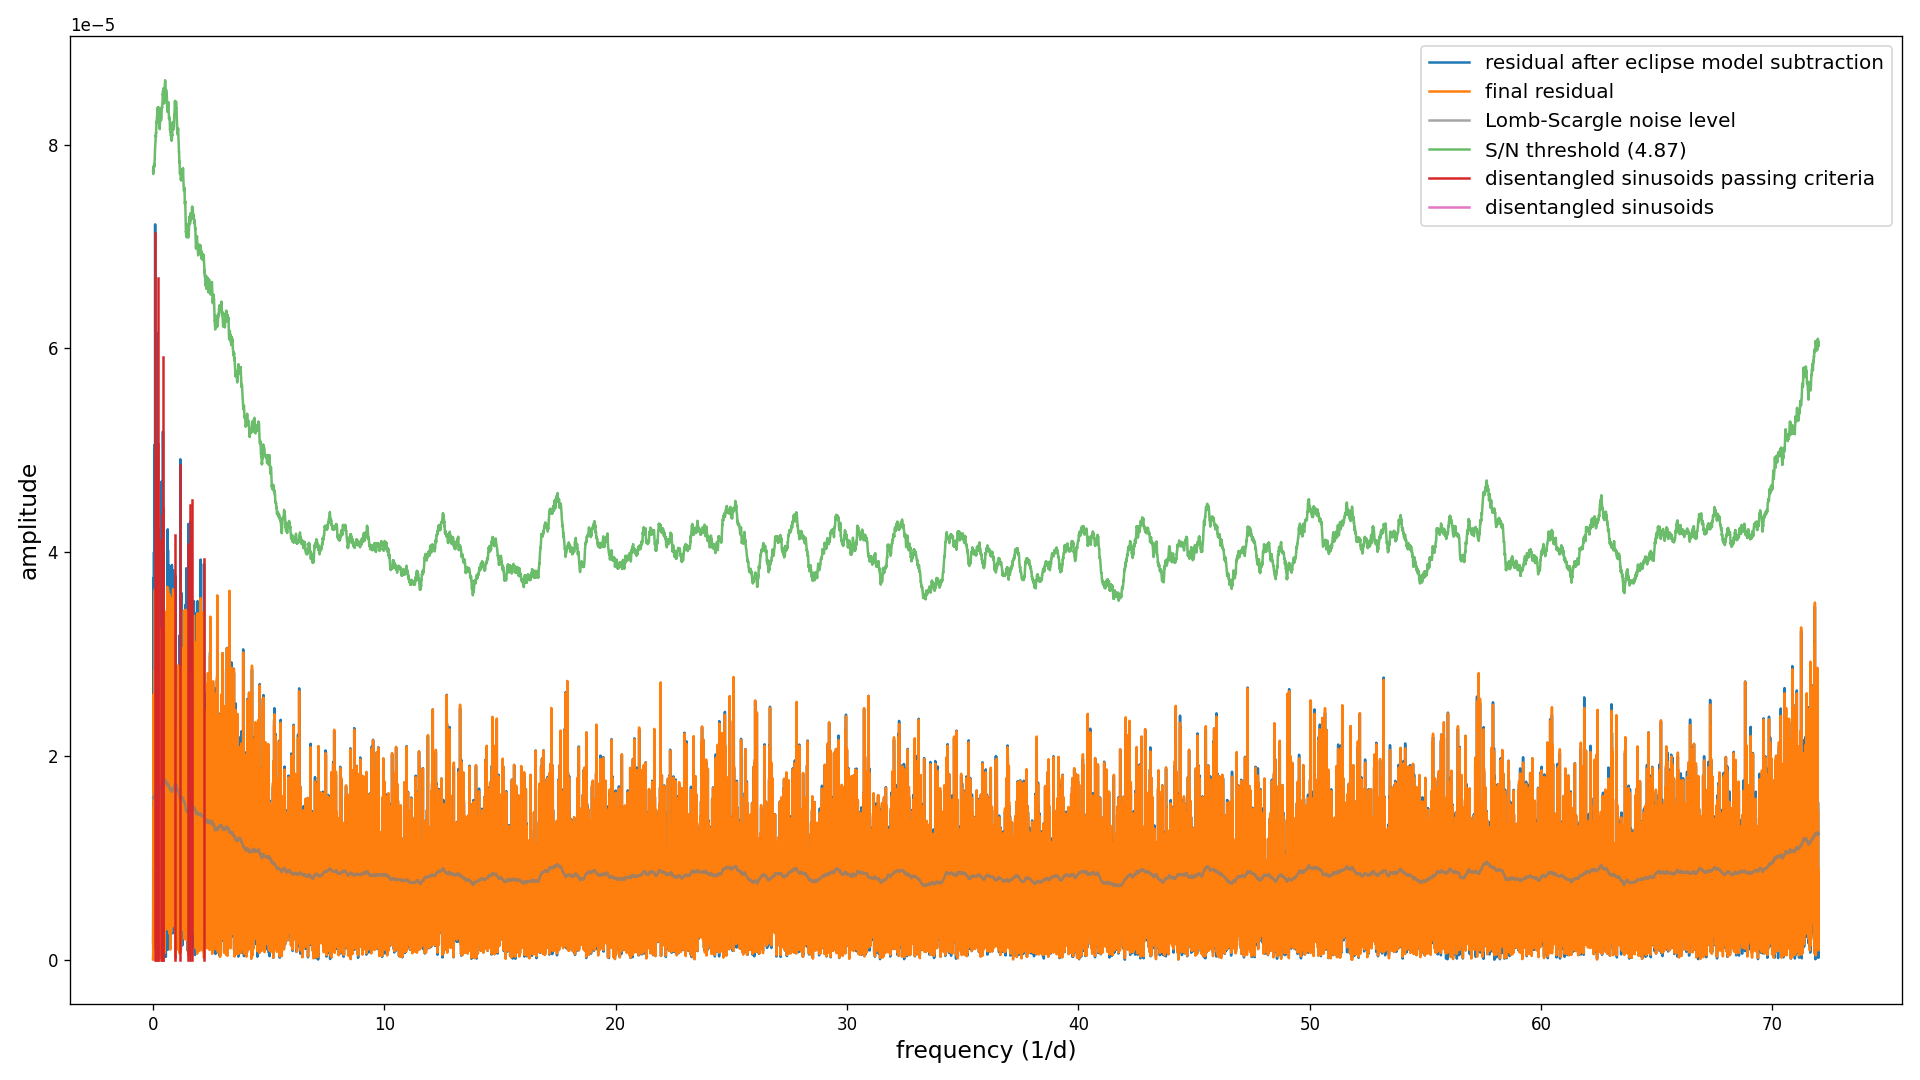 1e−5
residual after eclipse model subtraction
final residual
Lomb-Scargle noise level
S/N threshold (4.87)
disentangled sinusoids passing criteria
disentangled sinusoids
8
6
4
2
0
amplitude
0 10 20 30 40 50 60 70
frequency (1/d)